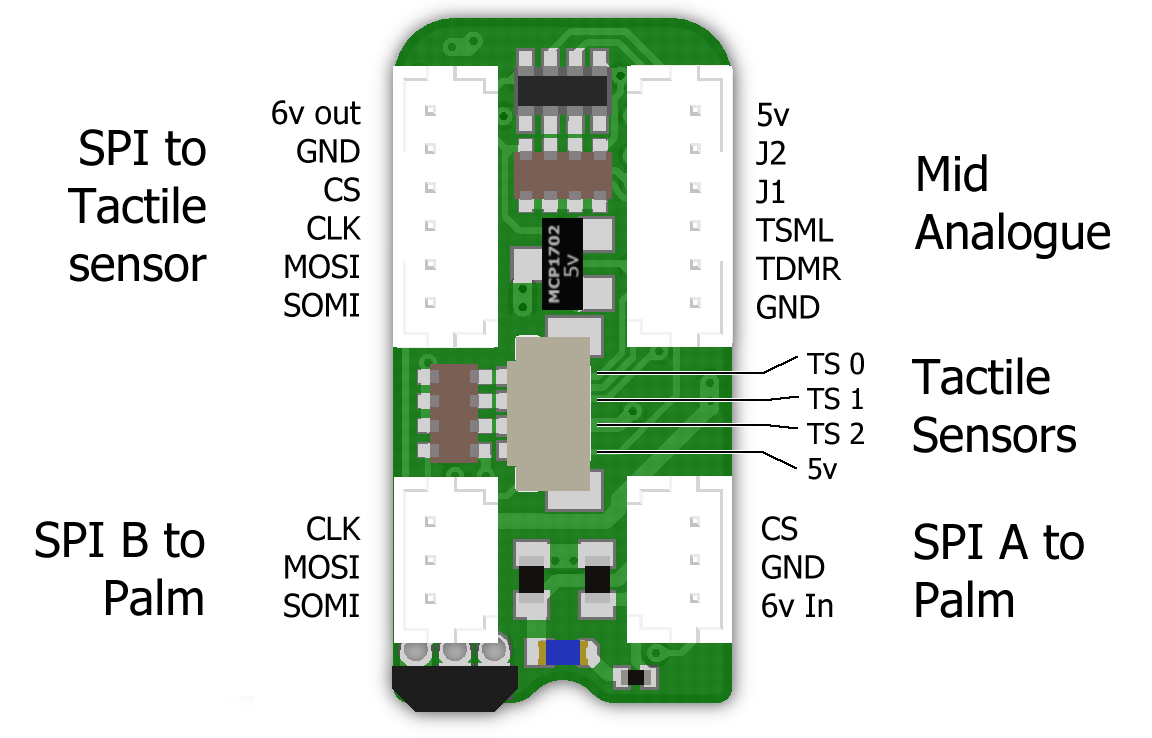 SPI to
Tactile
sensor
6v out
GND
CS
CLK
MOSI
SOMI
5v
J2
J1
TSML
TDMR
GND
Mid
Analogue
MCP1702
5v
TS 0
TS 1
TS 2
5v
Tactile
Sensors
SPI B to
Palm
CLK
MOSI
SOMI
CS
GND
6v In
SPI A to
Palm